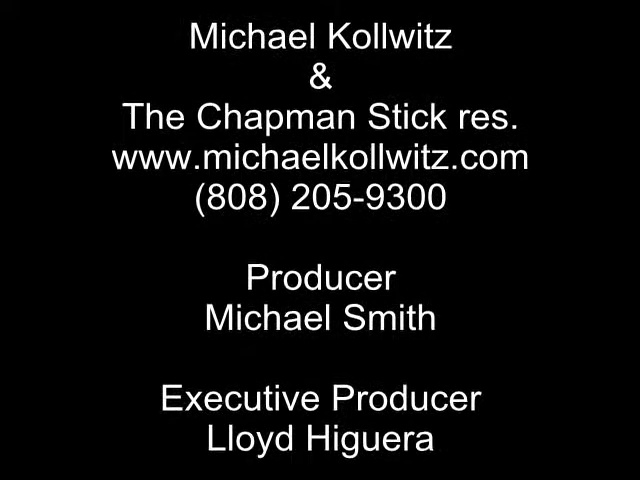 Michael Kollwitz
&
The Chapman Stick res.
www.michaelkollwitz.com
(808) 205-9300
Producer
Michael Smith
Executive Producer
Lloyd Higuera